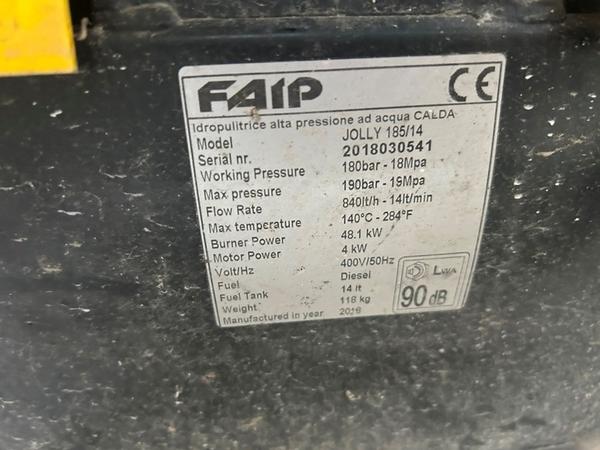 FAIP CE
Idropulitrice alta pressione ad acqua CALDA
Model JOLLY 185/14
Serial nr. 2018030541
Working Pressure 180bar - 18Mpa
Max pressure 190bar - 19Mpa
Flow Rate 840lt/h - 14lt/min
Max temperature 140°C - 284°F
Burner Power 48.1 kW
Motor Power 4 kW
Volt/Hz 400V/50Hz
Fuel Diesel
Fuel Tank 14 lt
Weight 118 kg
Manufactured in year 2018
LWA
90 dB